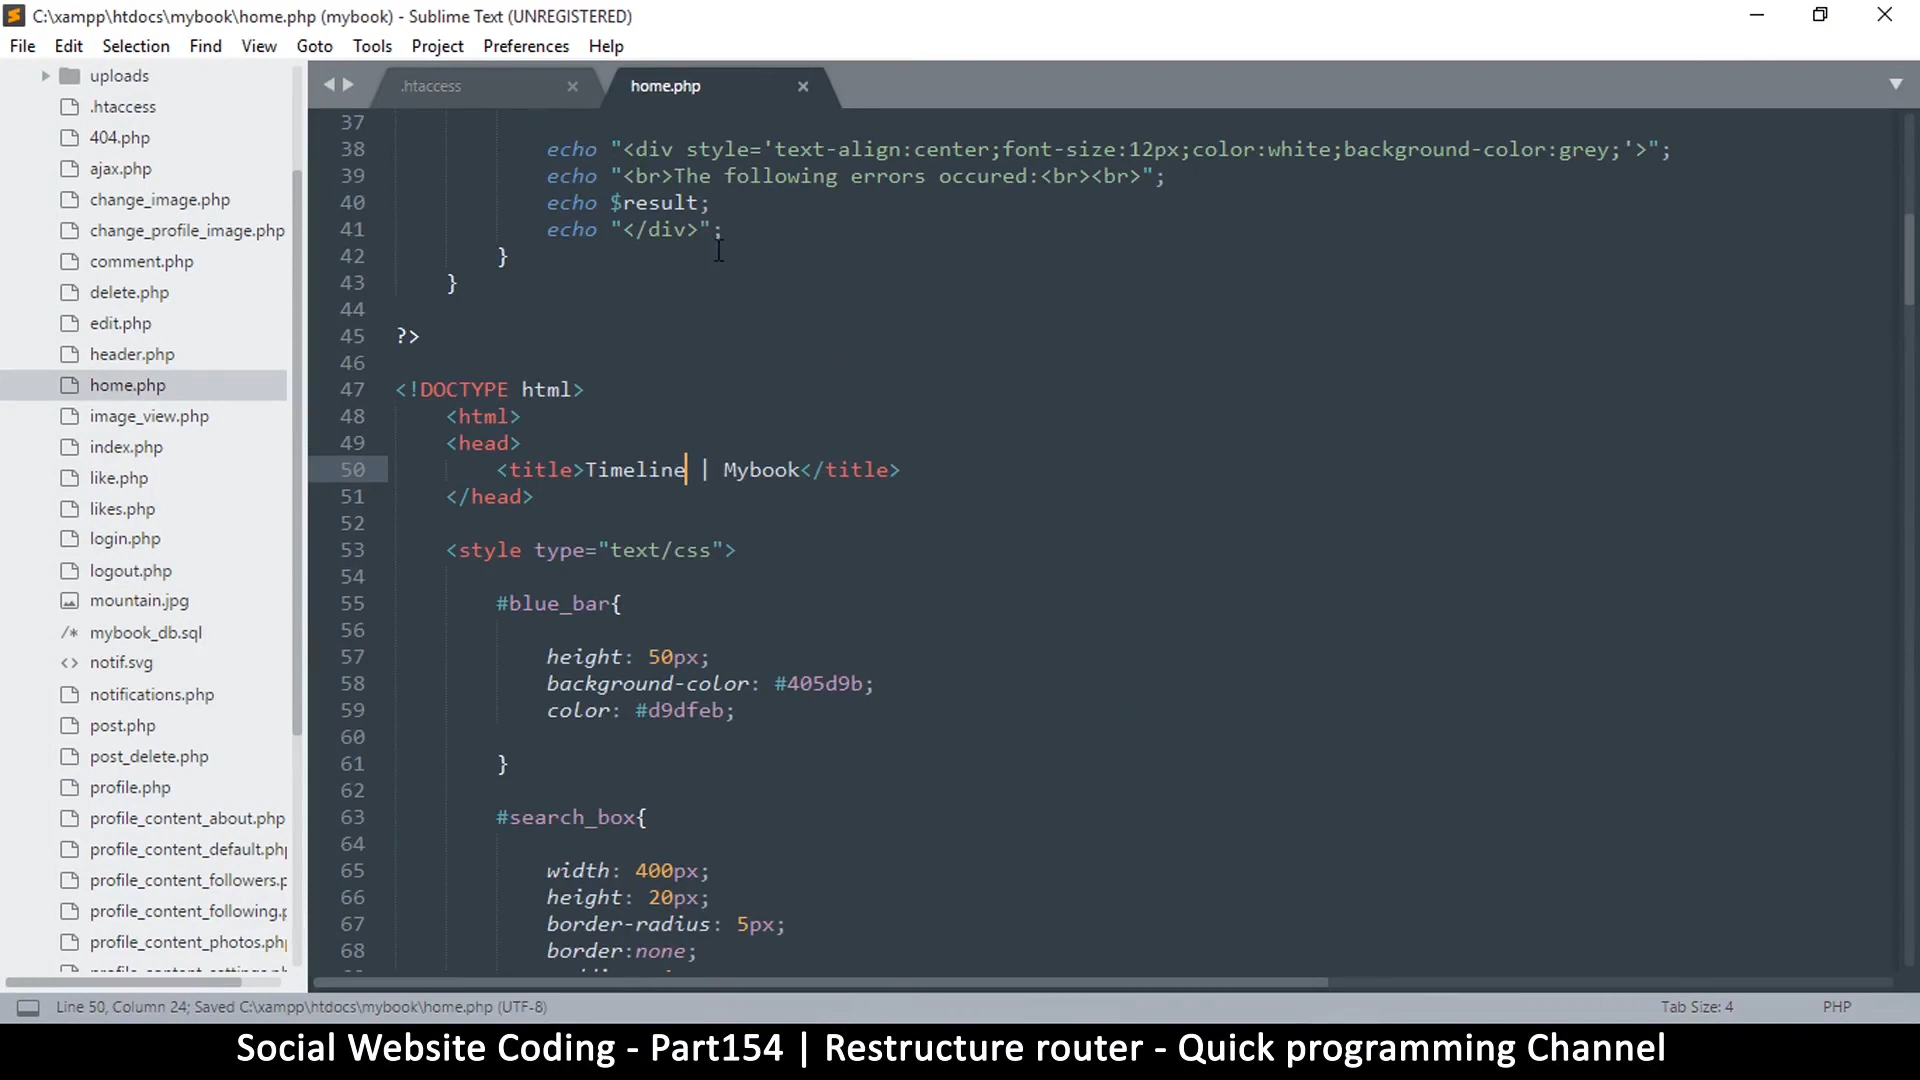 C:\xampp\htdocs\mybook\home.php (mybook) - Sublime Text (UNREGISTERED)
File Edit Selection Find View Goto Tools Project Preferences Help
uploads
.htaccess
404.php
ajax.php
change_image.php
change_profile_image.php
comment.php
delete.php
edit.php
header.php
home.php
image_view.php
index.php
like.php
likes.php
login.php
logout.php
mountain.jpg
/* mybook_db.sql
<> notif.svg
notifications.php
post.php
post_delete.php
profile.php
profile_content_about.php
profile_content_default.php
profile_content_followers.p
profile_content_following.p
profile_content_photos.php
.htaccess home.php
37
38 echo "<div style='text-align:center;font-size:12px;color:white;background-color:grey;'>";
39 echo "<br>The following errors occured:<br><br>";
40 echo $result;
41 echo "</div>";
42 }
43 }
44
45 ?>
46
47 <!DOCTYPE html>
48 <html>
49 <head>
50 <title>Timeline | Mybook</title>
51 </head>
52
53 <style type="text/css">
54
55 #blue_bar{
56
57 height: 50px;
58 background-color: #405d9b;
59 color: #d9dfeb;
60
61 }
62
63 #search_box{
64
65 width: 400px;
66 height: 20px;
67 border-radius: 5px;
68 border:none;
Line 50, Column 24; Saved C:\xampp\htdocs\mybook\home.php (UTF-8) Tab Size: 4 PHP
Social Website Coding - Part154 | Restructure router - Quick programming Channel